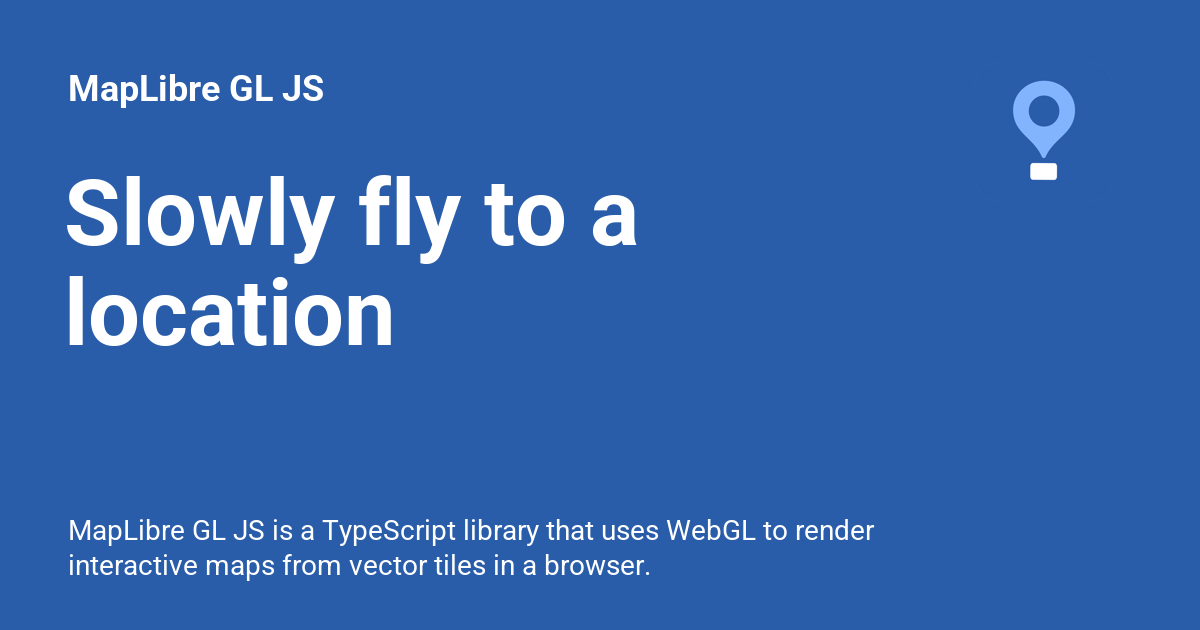 MapLibre GL JS
Slowly fly to a
location
MapLibre GL JS is a TypeScript library that uses WebGL to render
interactive maps from vector tiles in a browser.